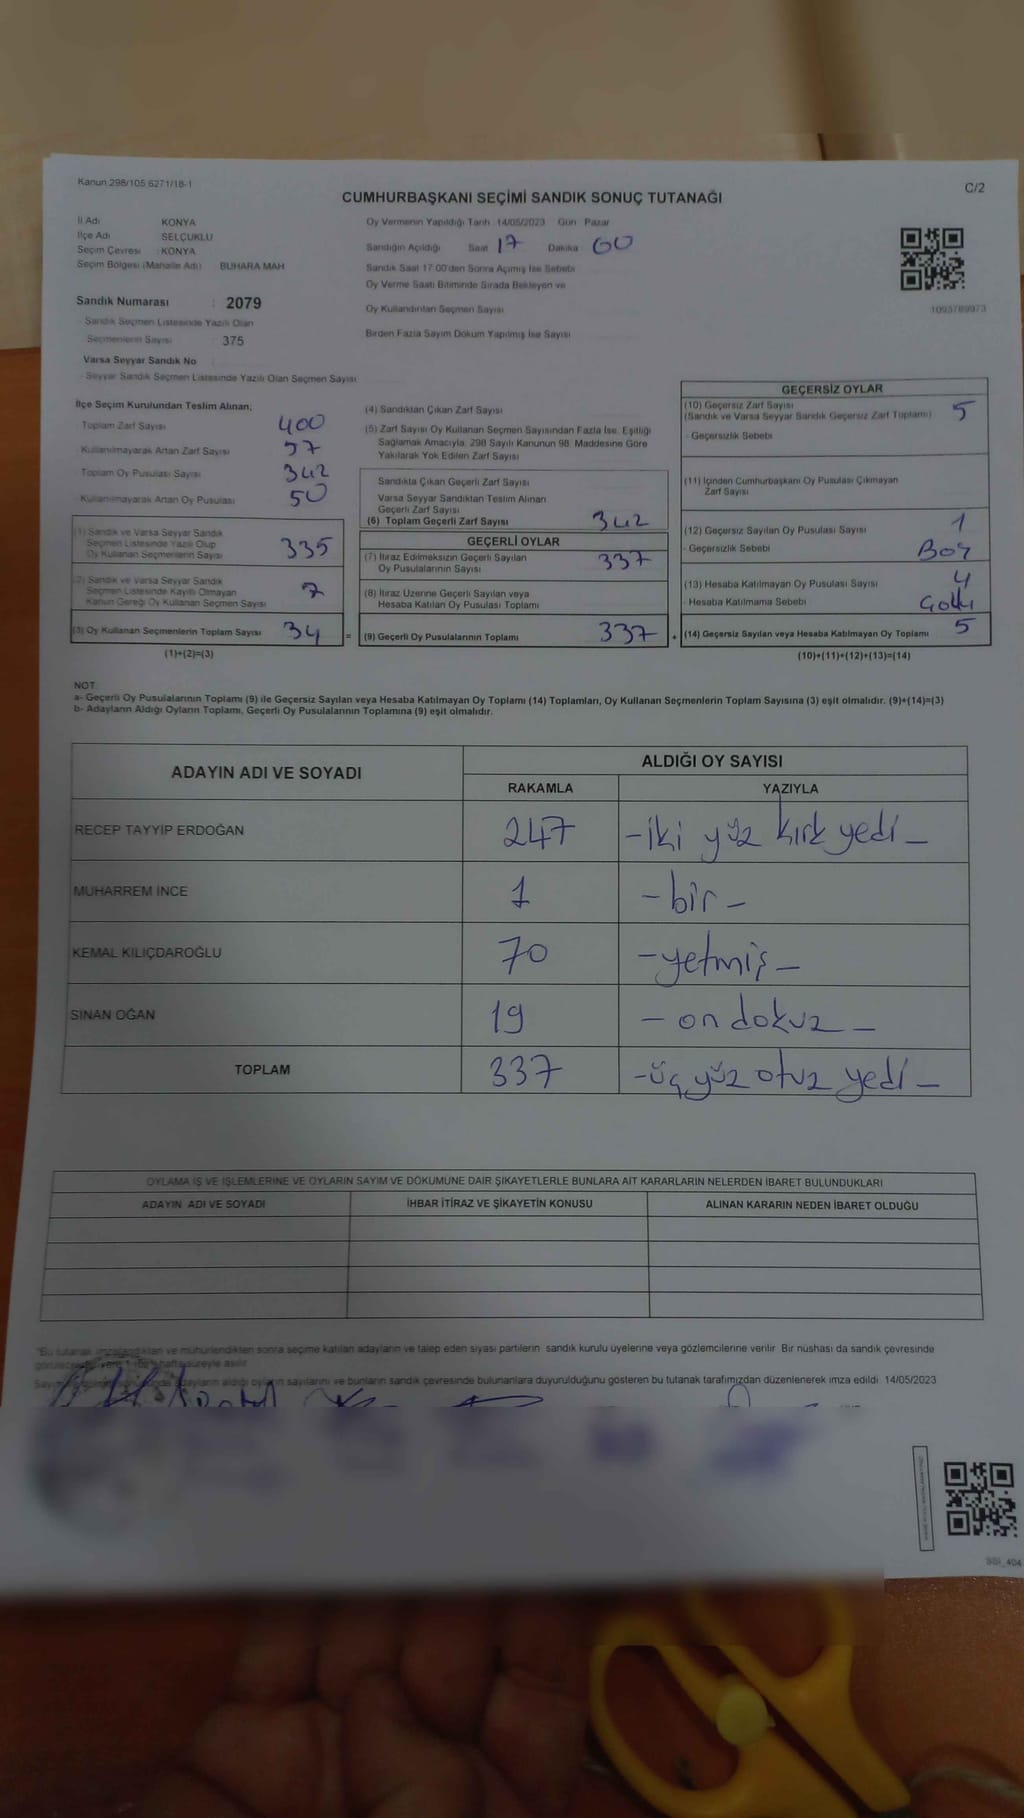 Kanun 298/105 6271/18-1
C/2
CUMHURBAŞKANI SEÇİMİ SANDIK SONUÇ TUTANAĞI
İl Adı KONYA
İlçe Adı SELÇUKLU
Seçim Çevresi KONYA
Seçim Bölgesi (Mahalle Adı) BUHARA MAH
Sandık Numarası : 2079
- Sandık Seçmen Listesinde Yazılı Olan
Seçmenlerin Sayısı 375
Varsa Seyyar Sandık No
- Seyyar Sandık Seçmen Listesinde Yazılı Olan Seçmen Sayısı
Oy Vermenin Yapıldığı Tarih 14/05/2023 Gün Pazar
Sandığın Açıldığı Saat 17 Dakika 60
Sandık Saat 17:00'den Sonra Açımış İse Sebebi
Oy Verme Saati Bitiminde Sırada Bekleyen ve
Oy Kullandırılan Seçmen Sayısı
Birden Fazla Sayım Döküm Yapılmış İse Sayısı
1093789973
İlçe Seçim Kurulundan Teslim Alınan;
- Toplam Zarf Sayısı 400
- Kullanılmayarak Artan Zarf Sayısı 57
- Toplam Oy Pusulası Sayısı 342
- Kullanılmayarak Artan Oy Pusulası 50
(1) Sandık ve Varsa Seyyar Sandık
Seçmen Listesinde Yazılı Olup
Oy Kullanan Seçmenlerin Sayısı 335
(2) Sandık ve Varsa Seyyar Sandık
Seçmen Listesinde Kayıtlı Olmayan
Kanun Gereği Oy Kullanan Seçmen Sayısı 7
(3) Oy Kullanan Seçmenlerin Toplam Sayısı 34 =
(1)+(2)=(3)
(4) Sandıktan Çıkan Zarf Sayısı
(5) Zarf Sayısı Oy Kullanan Seçmen Sayısından Fazla İse, Eşitliği
Sağlamak Amacıyla, 298 Sayılı Kanunun 98. Maddesine Göre
Yakılarak Yok Edilen Zarf Sayısı
Sandıkta Çıkan Geçerli Zarf Sayısı
Varsa Seyyar Sandıktan Teslim Alınan
Geçerli Zarf Sayısı
(6) Toplam Geçerli Zarf Sayısı 342
GEÇERLİ OYLAR
(7) İtiraz Edilmeksizin Geçerli Sayılan
Oy Pusulalarının Sayısı 337
(8) İtiraz Üzerine Geçerli Sayılan veya
Hesaba Katılan Oy Pusulası Toplamı
(9) Geçerli Oy Pusulalarının Toplamı 337 +
GEÇERSİZ OYLAR
(10) Geçersiz Zarf Sayısı
(Sandık ve Varsa Seyyar Sandık Geçersiz Zarf Toplamı) 5
- Geçersizlik Sebebi
(11) İçinden Cumhurbaşkanı Oy Pusulası Çıkmayan
Zarf Sayısı
(12) Geçersiz Sayılan Oy Pusulası Sayısı 1
- Geçersizlik Sebebi Boş
(13) Hesaba Katılmayan Oy Pusulası Sayısı 4
- Hesaba Katılmama Sebebi
(14) Geçersiz Sayılan veya Hesaba Katılmayan Oy Toplamı 5
(10)+(11)+(12)+(13)=(14)
NOT:
a- Geçerli Oy Pusulalarının Toplamı (9) ile Geçersiz Sayılan veya Hesaba Katılmayan Oy Toplamı (14) Toplamları, Oy Kullanan Seçmenlerin Toplam Sayısına (3) eşit olmalıdır. (9)+(14)=(3)
b- Adayların Aldığı Oyların Toplamı, Geçerli Oy Pusulalarının Toplamına (9) eşit olmalıdır.
ADAYIN ADI VE SOYADI
ALDIĞI OY SAYISI
RAKAMLA YAZIYLA
RECEP TAYYİP ERDOĞAN 247 -iki yüz kırk yedi-
MUHARREM İNCE 1 -bir-
KEMAL KILIÇDAROĞLU 70 -yetmiş-
SİNAN OĞAN 19 -on dokuz-
TOPLAM 337 -üç yüz otuz yedi-
OYLAMA İŞ VE İŞLEMLERİNE VE OYLARIN SAYIM VE DÖKÜMÜNE DAİR ŞİKAYETLERLE BUNLARA AİT KARARLARIN NELERDEN İBARET BULUNDUKLARI
ADAYIN ADI VE SOYADI İHBAR İTİRAZ VE ŞİKAYETİN KONUSU ALINAN KARARIN NEDEN İBARET OLDUĞU
"Bu tutanak imzalandıktan ve mühürlendikten sonra seçime katılan adayların ve talep eden siyasi partilerin sandık kurulu üyelerine veya gözlemcilerine verilir. Bir nüshası da sandık çevresinde
hafta süreyle asılır
adayların aldığı oyların sayılarını ve bunların sandık çevresinde bulunanlara duyurulduğunu gösteren bu tutanak tarafımızdan düzenlenerek imza edildi 14/05/2023
SSI_404